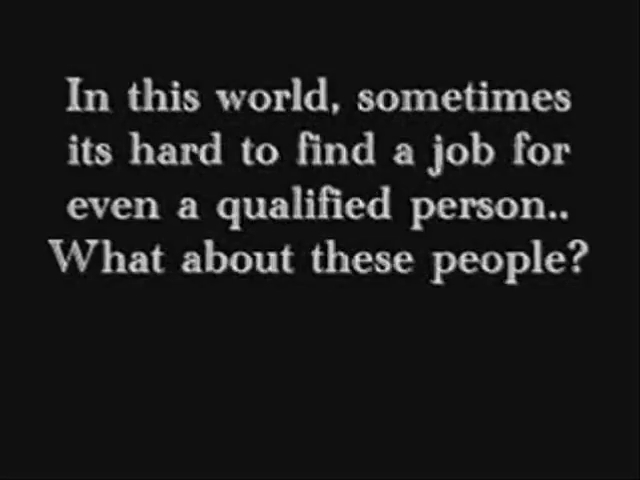 In this world, sometimes
its hard to find a job for
even a qualified person..
What about these people?